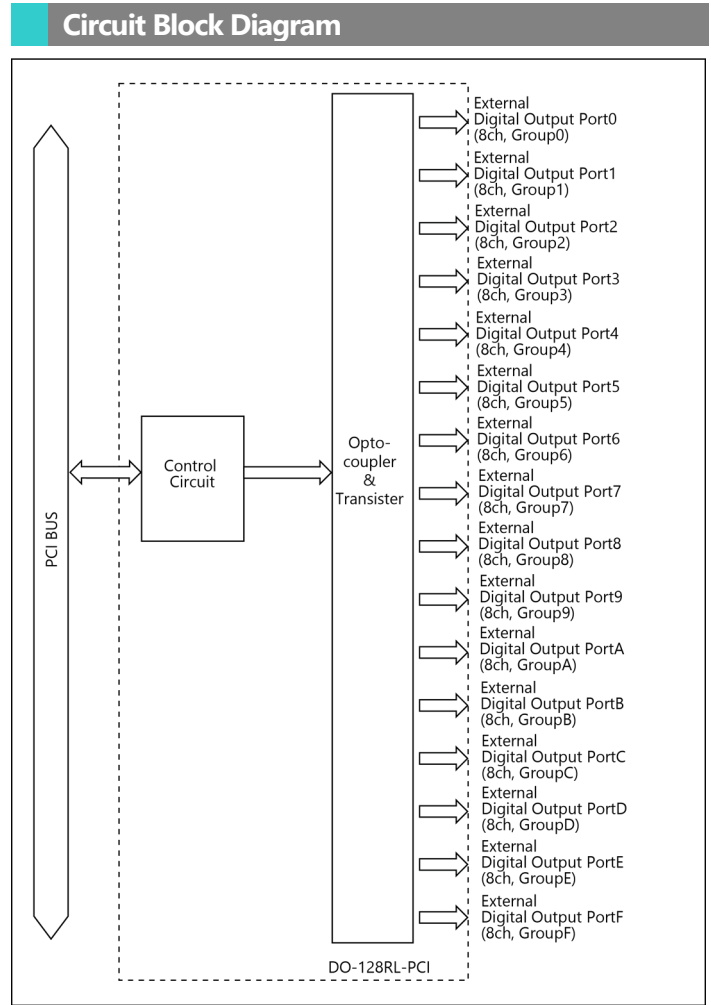 Circuit Block Diagram
External
Digital Output Port0
(8ch, Group0)
External
Digital Output Port1
(8ch, Group1)
External
Digital Output Port2
(8ch, Group2)
External
Digital Output Port3
(8ch, Group3)
External
Digital Output Port4
(8ch, Group4)
External
Digital Output Port5
(8ch, Group5)
External
Digital Output Port6
(8ch, Group6)
External
Digital Output Port7
(8ch, Group7)
External
Digital Output Port8
(8ch, Group8)
External
Digital Output Port9
(8ch, Group9)
External
Digital Output PortA
(8ch, GroupA)
External
Digital Output PortB
(8ch, GroupB)
External
Digital Output PortC
(8ch, GroupC)
External
Digital Output PortD
(8ch, GroupD)
External
Digital Output PortE
(8ch, GroupE)
External
Digital Output PortF
(8ch, GroupF)
PCI BUS
Control
Circuit
Opto-
coupler
&
Transister
DO-128RL-PCI